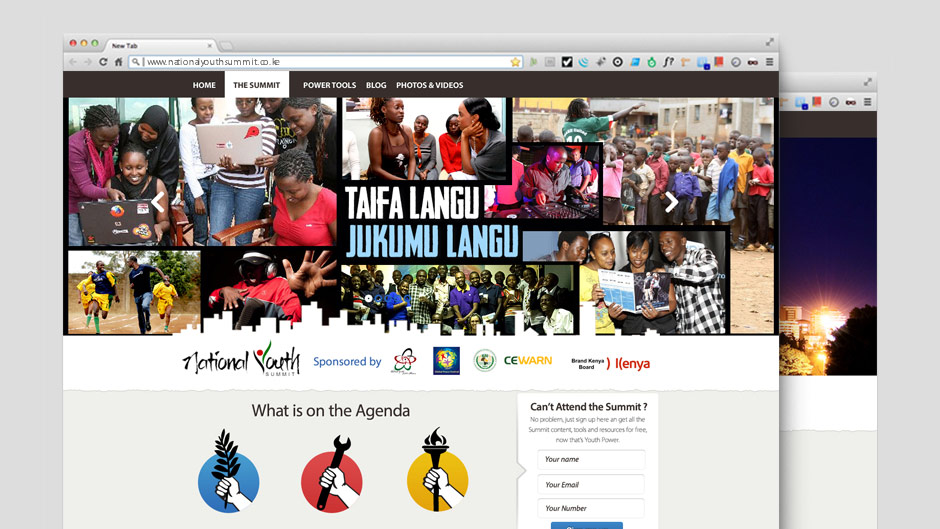 New Tab
www.nationalyouthsummit.co.ke
HOME THE SUMMIT POWER TOOLS BLOG PHOTOS & VIDEOS
TAIFA LANGU
JUKUMU LANGU
National Youth
SUMMIT
Sponsored by
CEWARN
Brand Kenya
Board
Kenya
What is on the Agenda
Can't Attend the Summit ?
No problem, just sign up here an get all the
Summit content, tools and resources for free,
now that's Youth Power.
Your name
Your Email
Your Number